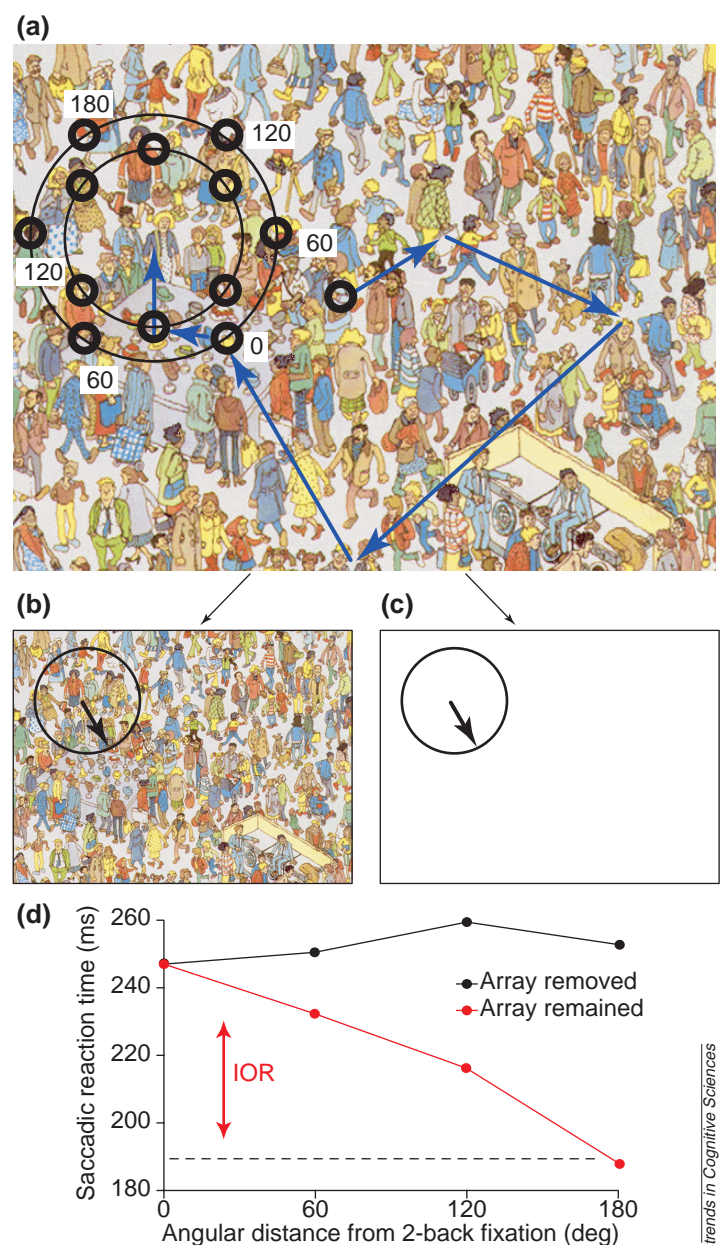 (a)
180
120
60
120
0
60
(b)
(c)
(d)
Saccadic reaction time (ms)
260
240
220
200
180
Array removed
Array remained
IOR
0
60
120
180
Angular distance from 2-back fixation (deg)
trends in Cognitive Sciences